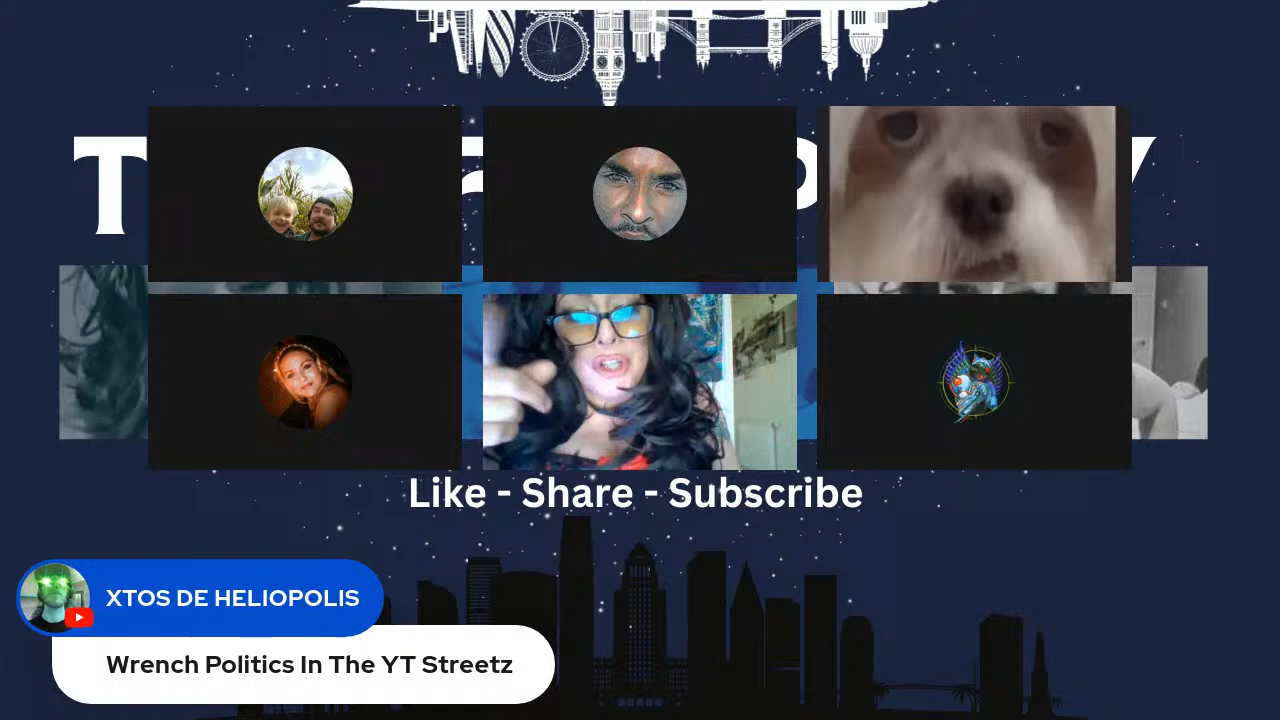 Like - Share - Subscribe
XTOS DE HELIOPOLIS
Wrench Politics In The YT Streetz